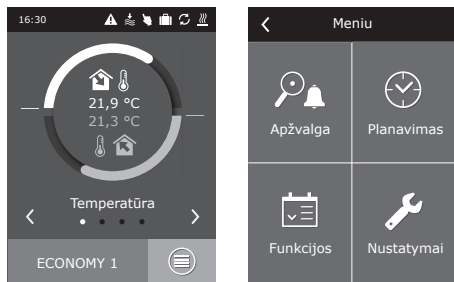 16:30
21,9 °C
21,3 °C
Temperatūra
ECONOMY 1
Meniu
Apžvalga
Planavimas
Funkcijos
Nustatymai